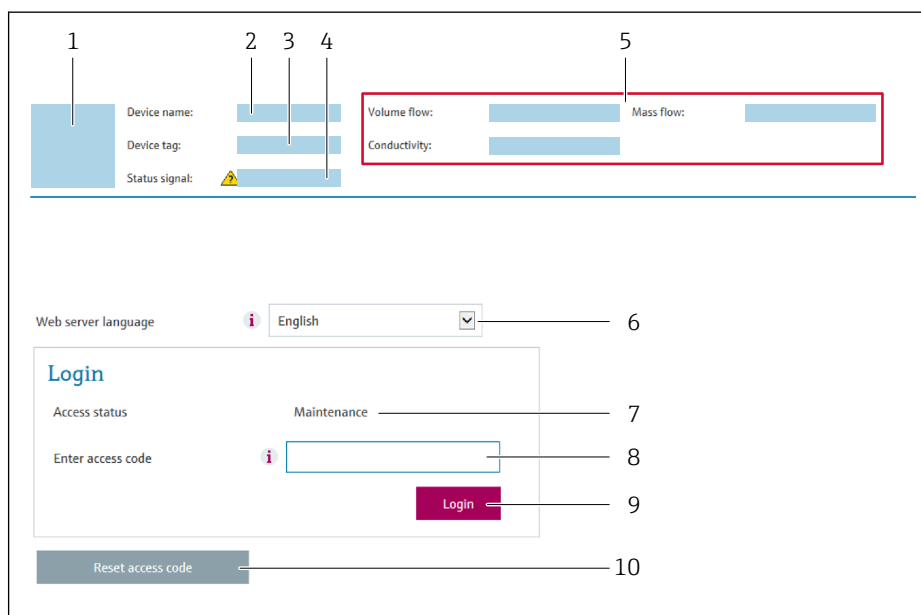 1 2 3 4 5
Device name: Volume flow: Mass flow:
Device tag: Conductivity:
Status signal: ?
Web server language i English 6
Login
Access status Maintenance 7
Enter access code i 8
Login 9
Reset access code 10